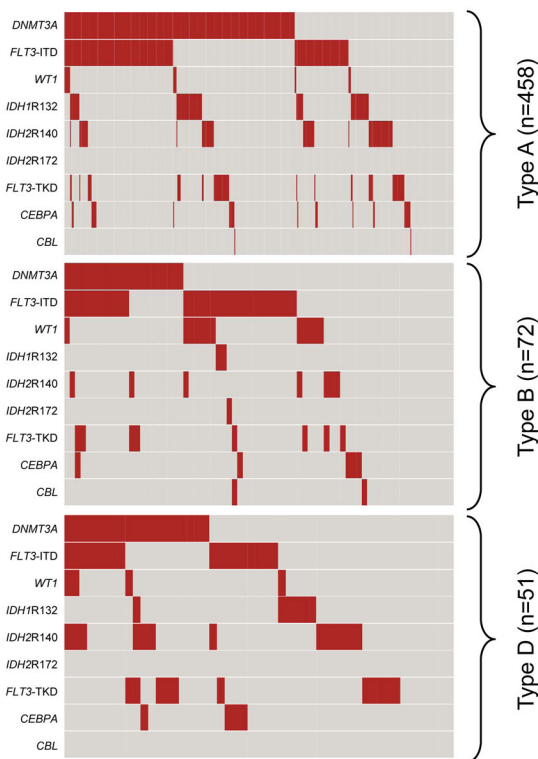 DNMT3A
FLT3-ITD
WT1
IDH1R132
IDH2R140
IDH2R172
FLT3-TKD
CEBPA
CBL
Type A (n=458)
DNMT3A
FLT3-ITD
WT1
IDH1R132
IDH2R140
IDH2R172
FLT3-TKD
CEBPA
CBL
Type B (n=72)
DNMT3A
FLT3-ITD
WT1
IDH1R132
IDH2R140
IDH2R172
FLT3-TKD
CEBPA
CBL
Type D (n=51)